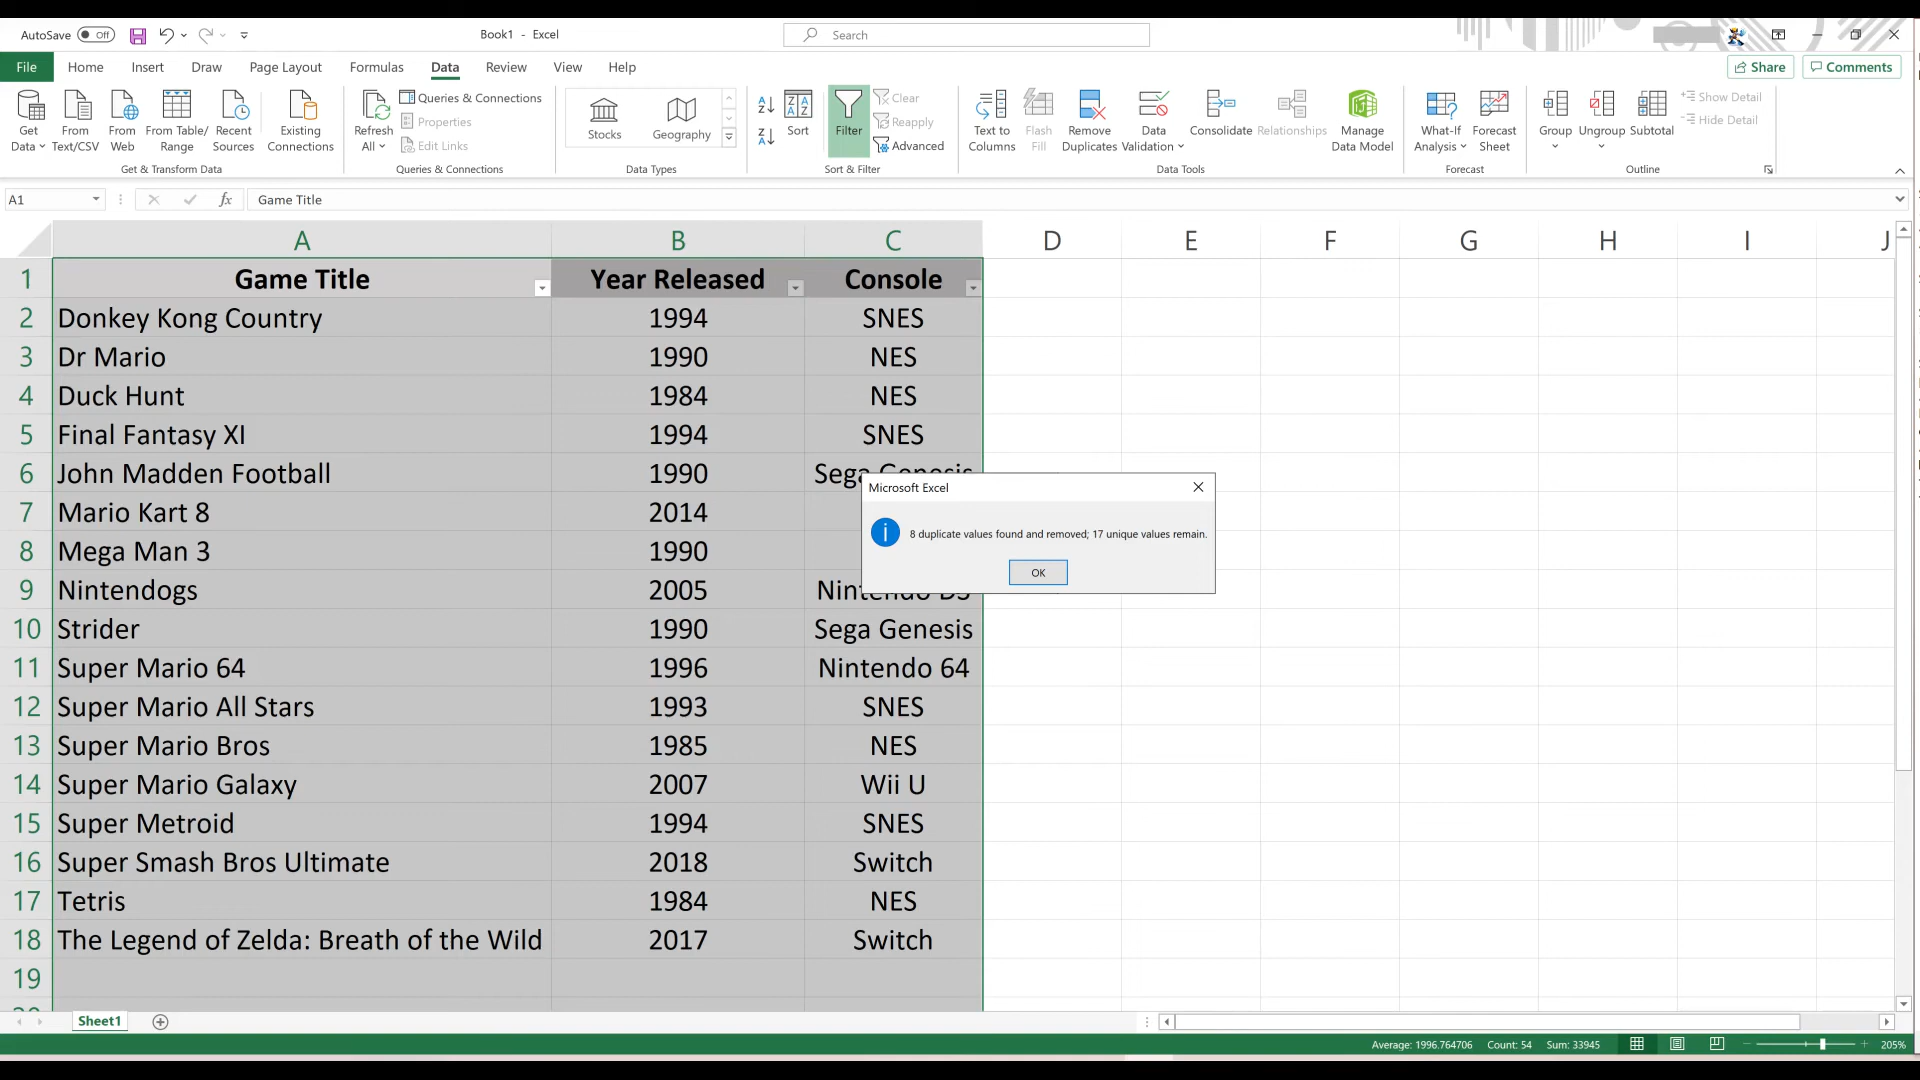 AutoSave Off Book1 - Excel Search
File Home Insert Draw Page Layout Formulas Data Review View Help Share Comments
Get Data From Text/CSV From Web From Table/ Range Recent Sources Existing Connections
Get & Transform Data
Refresh All Queries & Connections Properties Edit Links
Queries & Connections
Stocks Geography
Data Types
Sort Filter Clear Reapply Advanced
Sort & Filter
Text to Columns Flash Fill Remove Duplicates Data Validation Consolidate Relationships Manage Data Model
Data Tools
What-If Analysis Forecast Sheet
Forecast
Group Ungroup Subtotal Show Detail Hide Detail
Outline
A1 fx Game Title
A B C D E F G H I J
1 Game Title Year Released Console
2 Donkey Kong Country 1994 SNES
3 Dr Mario 1990 NES
4 Duck Hunt 1984 NES
5 Final Fantasy XI 1994 SNES
6 John Madden Football 1990 Sega Genesis
7 Mario Kart 8 2014
8 Mega Man 3 1990
9 Nintendogs 2005 Nintendo DS
10 Strider 1990 Sega Genesis
11 Super Mario 64 1996 Nintendo 64
12 Super Mario All Stars 1993 SNES
13 Super Mario Bros 1985 NES
14 Super Mario Galaxy 2007 Wii U
15 Super Metroid 1994 SNES
16 Super Smash Bros Ultimate 2018 Switch
17 Tetris 1984 NES
18 The Legend of Zelda: Breath of the Wild 2017 Switch
19
Microsoft Excel
8 duplicate values found and removed; 17 unique values remain.
OK
Sheet1
Average: 1996.764706 Count: 54 Sum: 33945 205%